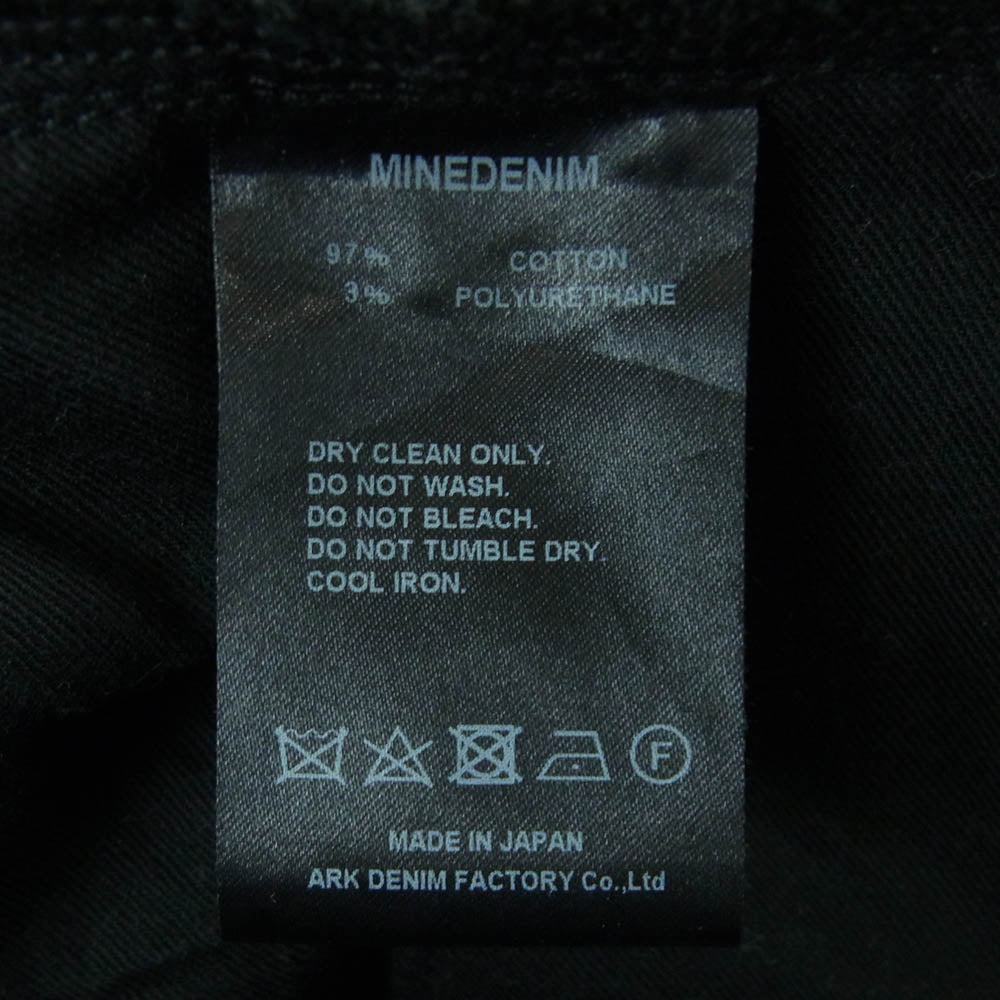 MINEDENIM
97% COTTON
3% POLYURETHANE
DRY CLEAN ONLY.
DO NOT WASH.
DO NOT BLEACH.
DO NOT TUMBLE DRY.
COOL IRON.
F
MADE IN JAPAN
ARK DENIM FACTORY Co.,Ltd